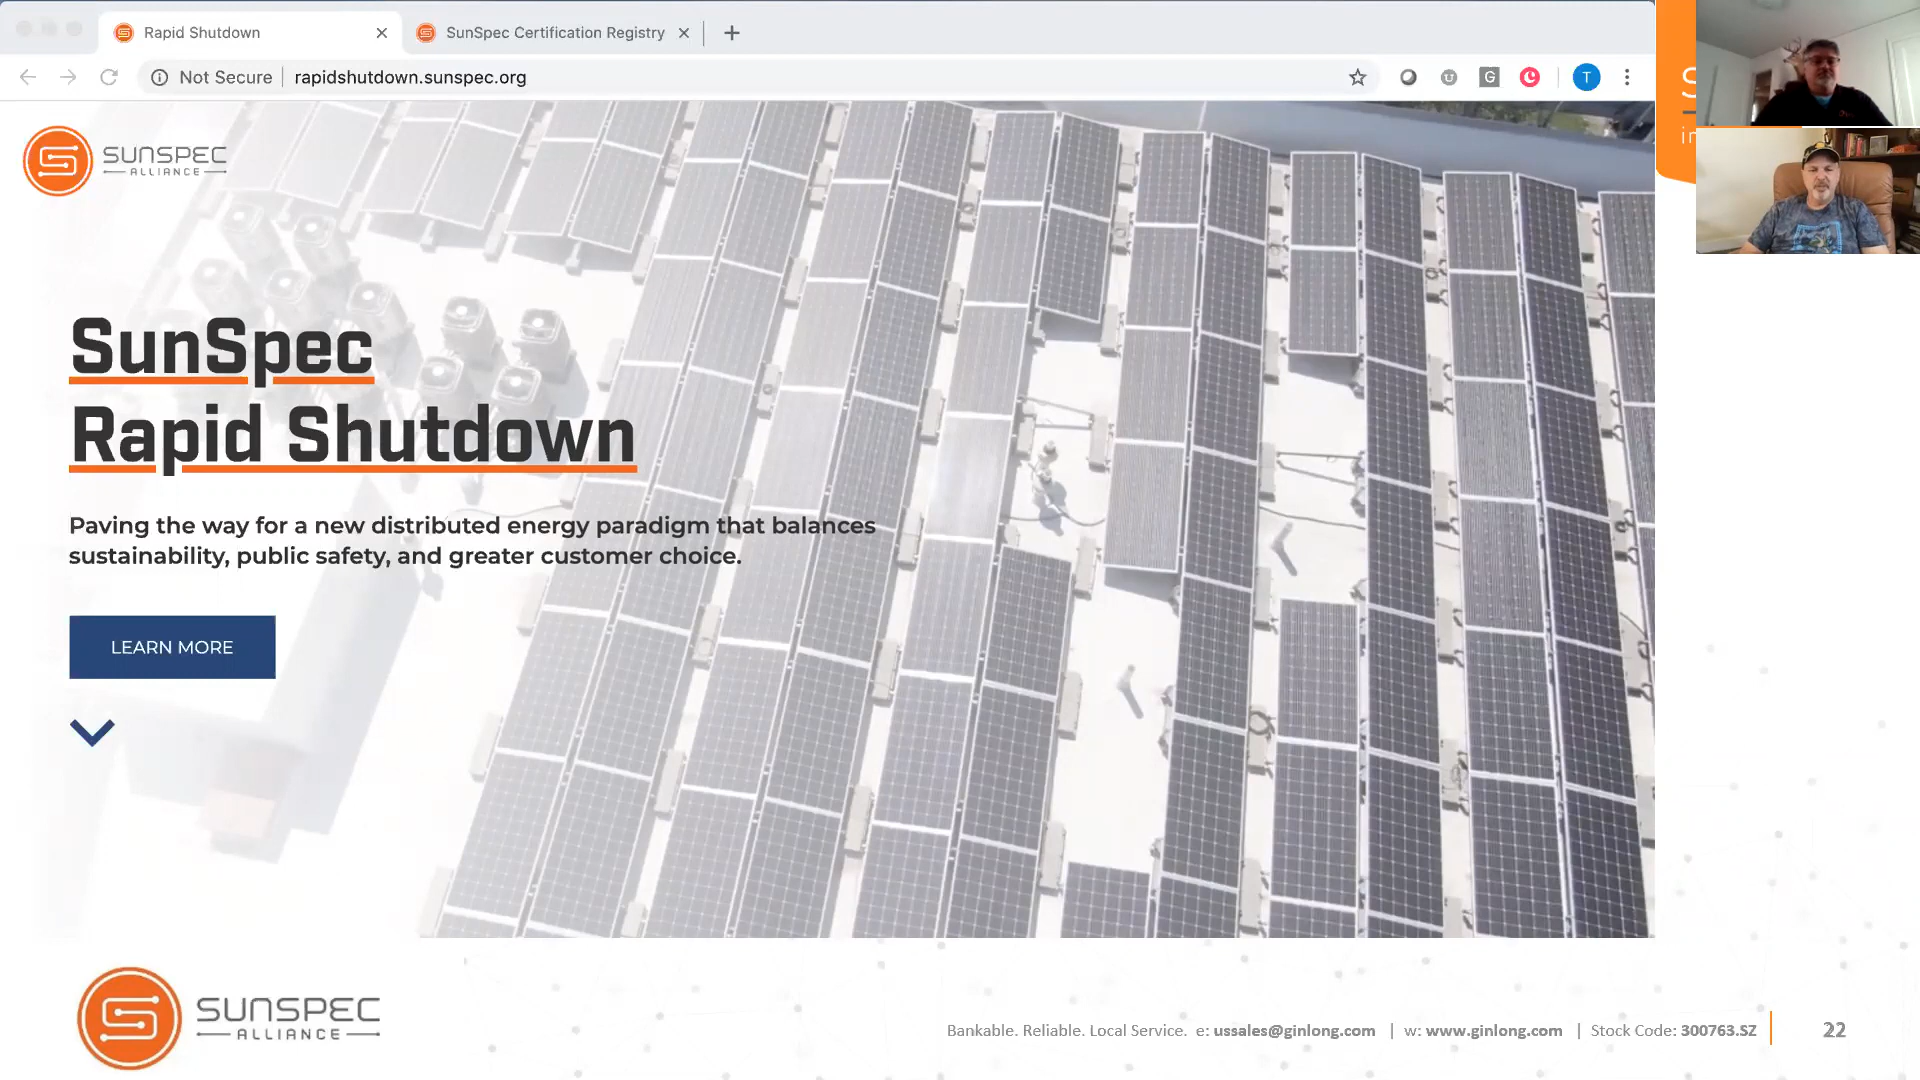 Rapid Shutdown
SunSpec Certification Registry
Not Secure
rapidshutdown.sunspec.org
G
T
S
in
SUNSPEC
ALLIANCE
SunSpec
Rapid Shutdown
Paving the way for a new distributed energy paradigm that balances
sustainability, public safety, and greater customer choice.
LEARN MORE
SUNSPEC
ALLIANCE
Bankable. Reliable. Local Service. e: ussales@ginlong.com | w: www.ginlong.com | Stock Code: 300763.SZ
22